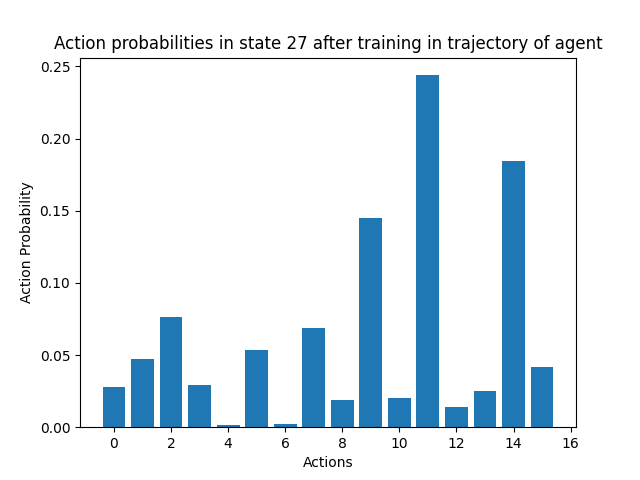 Action probabilities in state 27 after training in trajectory of agent
0.25
0.20
0.15
0.10
0.05
0.00
Action Probability
0 2 4 6 8 10 12 14 16
Actions